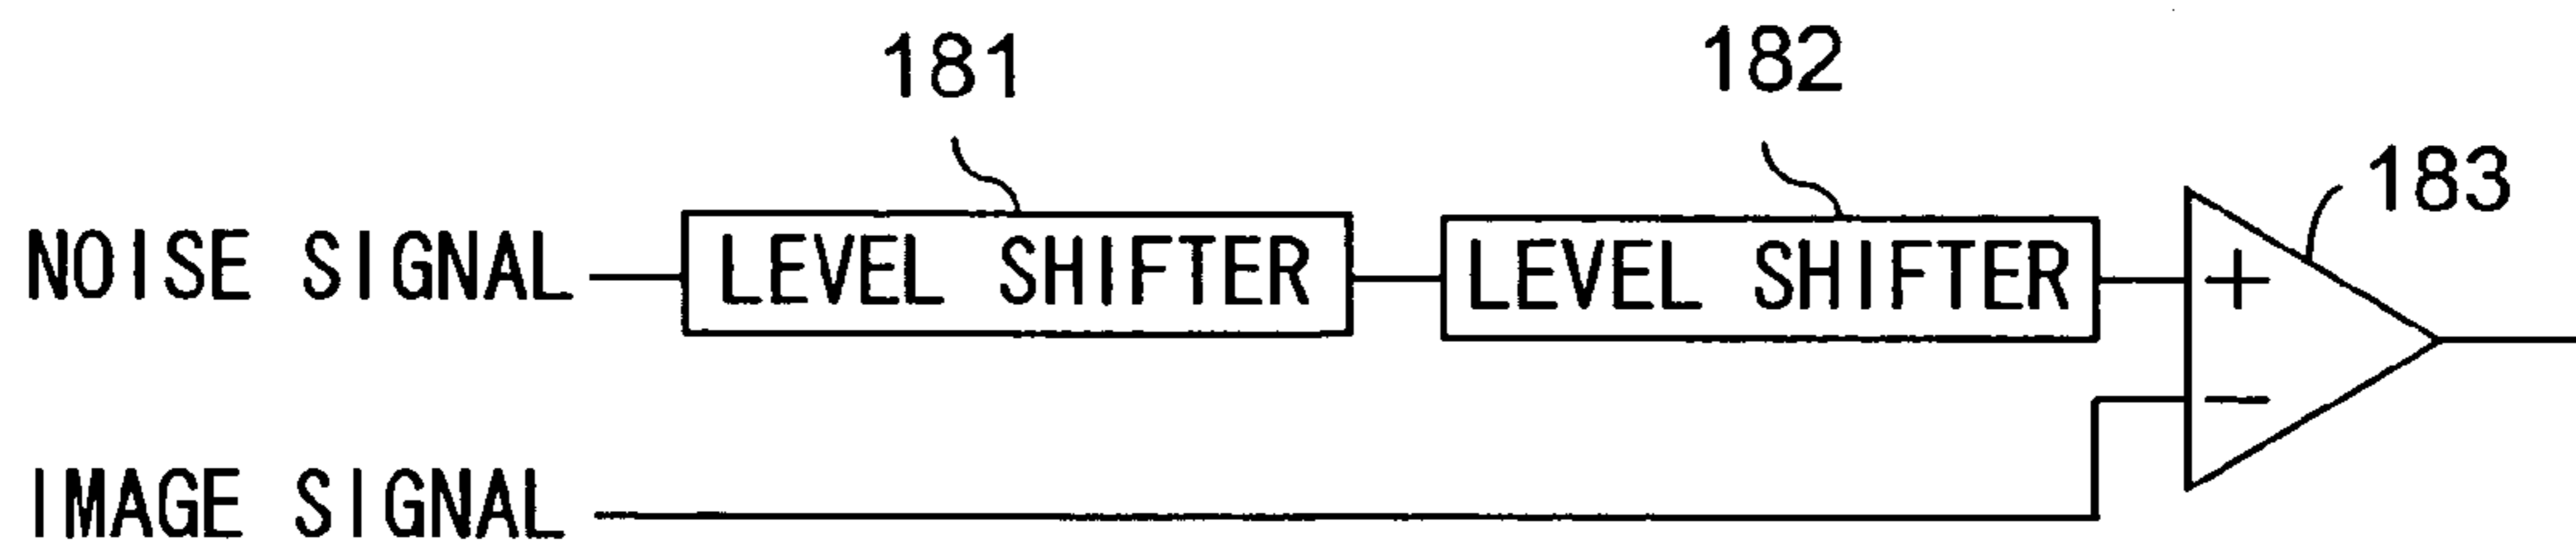 181
182
183
NOISE SIGNAL
LEVEL SHIFTER
LEVEL SHIFTER
+
−
IMAGE SIGNAL